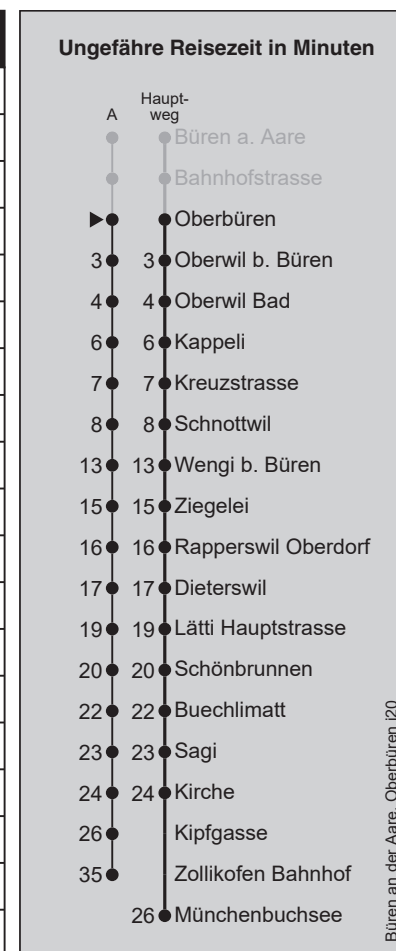 Ungefähre Reisezeit in Minuten
A Haupt-
weg
Büren a. Aare
Bahnhofstrasse
Oberbüren
3 3 Oberwil b. Büren
4 4 Oberwil Bad
6 6 Kappeli
7 7 Kreuzstrasse
8 8 Schnottwil
13 13 Wengi b. Büren
15 15 Ziegelei
16 16 Rapperswil Oberdorf
17 17 Dieterswil
19 19 Lätti Hauptstrasse
20 20 Schönbrunnen
22 22 Buechlimatt
23 23 Sagi
24 24 Kirche
26 Kipfgasse
35 Zollikofen Bahnhof
26 Münchenbuchsee
Büren an der Aare, Oberbüren j20